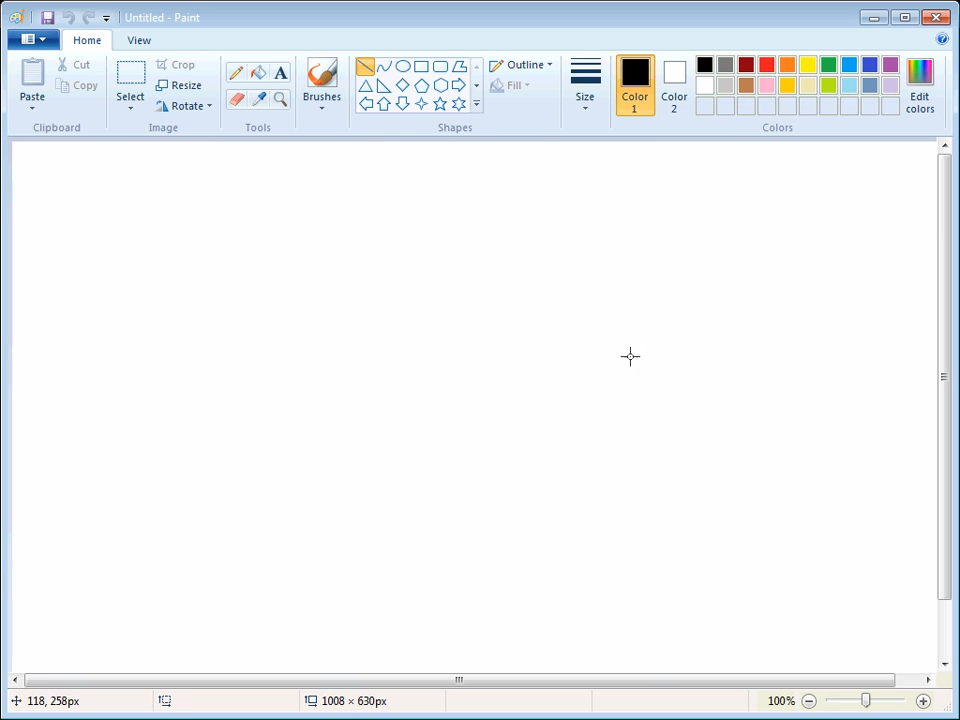 Untitled - Paint
Home View
Cut
Copy
Paste
Clipboard
Select
Crop
Resize
Rotate
Image
A
Tools
Brushes
Shapes
Outline
Fill
Size
Color 1
Color 2
Edit colors
Colors
118, 258px
1008 × 630px
100%